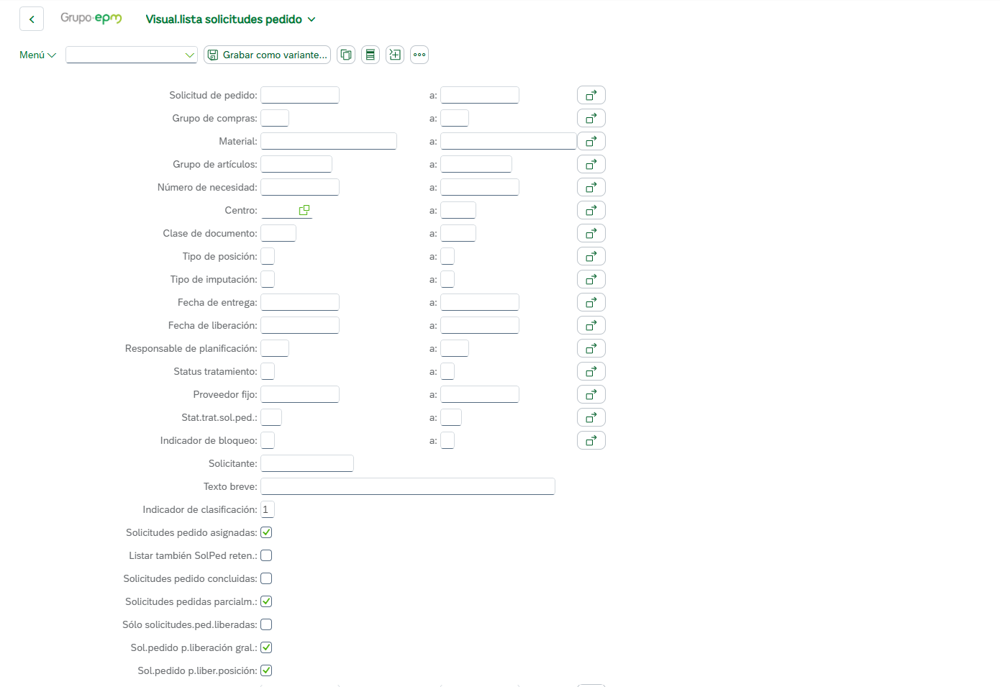 Grupo·epm
Visual.lista solicitudes pedido
Menú
Grabar como variante...
Solicitud de pedido: a:
Grupo de compras: a:
Material: a:
Grupo de artículos: a:
Número de necesidad: a:
Centro: a:
Clase de documento: a:
Tipo de posición: a:
Tipo de imputación: a:
Fecha de entrega: a:
Fecha de liberación: a:
Responsable de planificación: a:
Status tratamiento: a:
Proveedor fijo: a:
Stat.trat.sol.ped.: a:
Indicador de bloqueo: a:
Solicitante:
Texto breve:
Indicador de clasificación: 1
Solicitudes pedido asignadas:
Listar también SolPed reten.:
Solicitudes pedido concluidas:
Solicitudes pedidas parcialm.:
Sólo solicitudes.ped.liberadas:
Sol.pedido p.liberación gral.:
Sol.pedido p.liber.posición: